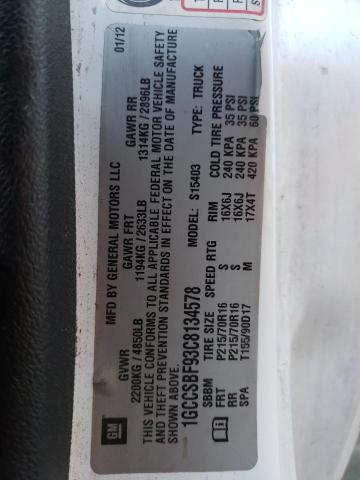 MFD BY GENERAL MOTORS LLC 01/12
GVWR GAWR FRT GAWR RR
2200KG / 4850LB 1194KG / 2633LB 1314KG / 2896LB
THIS VEHICLE CONFORMS TO ALL APPLICABLE FEDERAL MOTOR VEHICLE SAFETY
AND THEFT PREVENTION STANDARDS IN EFFECT ON THE DATE OF MANUFACTURE
SHOWN ABOVE.
1GCCSBF93C8134578 MODEL: S15403 TYPE: TRUCK
SBBM TIRE SIZE SPEED RTG RIM COLD TIRE PRESSURE
FRT P215/70R16 S 16X6J 240 KPA 35 PSI
RR P215/70R16 S 16X6J 240 KPA 35 PSI
SPA T155/90D17 M 17X4T 420 KPA 60 PSI
GM